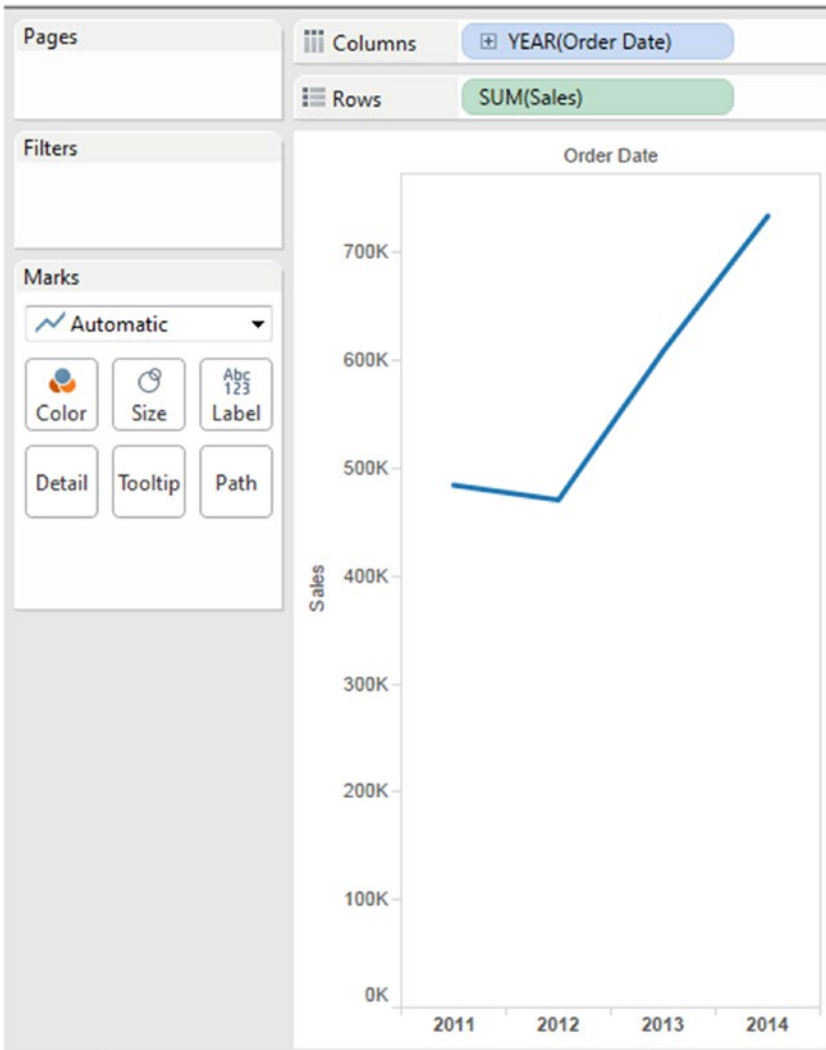 Pages
Columns
YEAR(Order Date)
Rows
SUM(Sales)
Filters
Marks
Automatic
Color
Size
Abc
123
Label
Detail
Tooltip
Path
Order Date
700K
600K
500K
400K
300K
200K
100K
0K
Sales
2011 2012 2013 2014